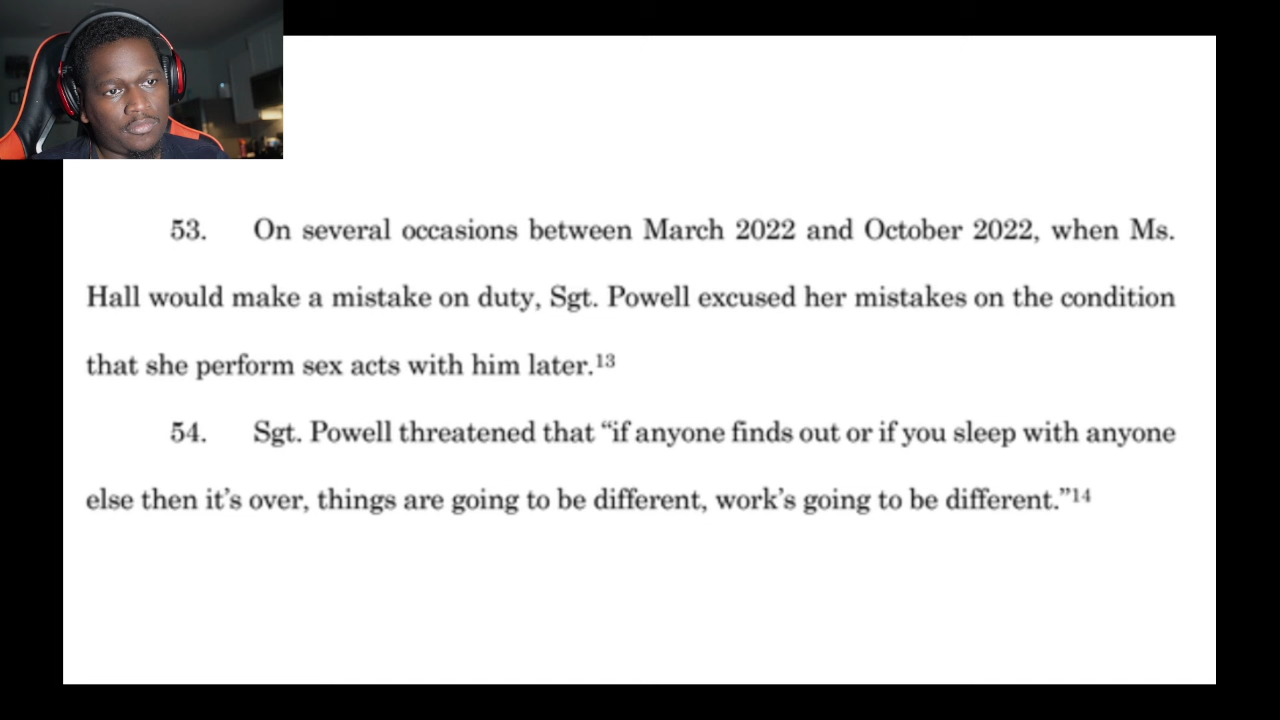 53. On several occasions between March 2022 and October 2022, when Ms.
Hall would make a mistake on duty, Sgt. Powell excused her mistakes on the condition
that she perform sex acts with him later.13
54. Sgt. Powell threatened that “if anyone finds out or if you sleep with anyone
else then it’s over, things are going to be different, work’s going to be different.”14